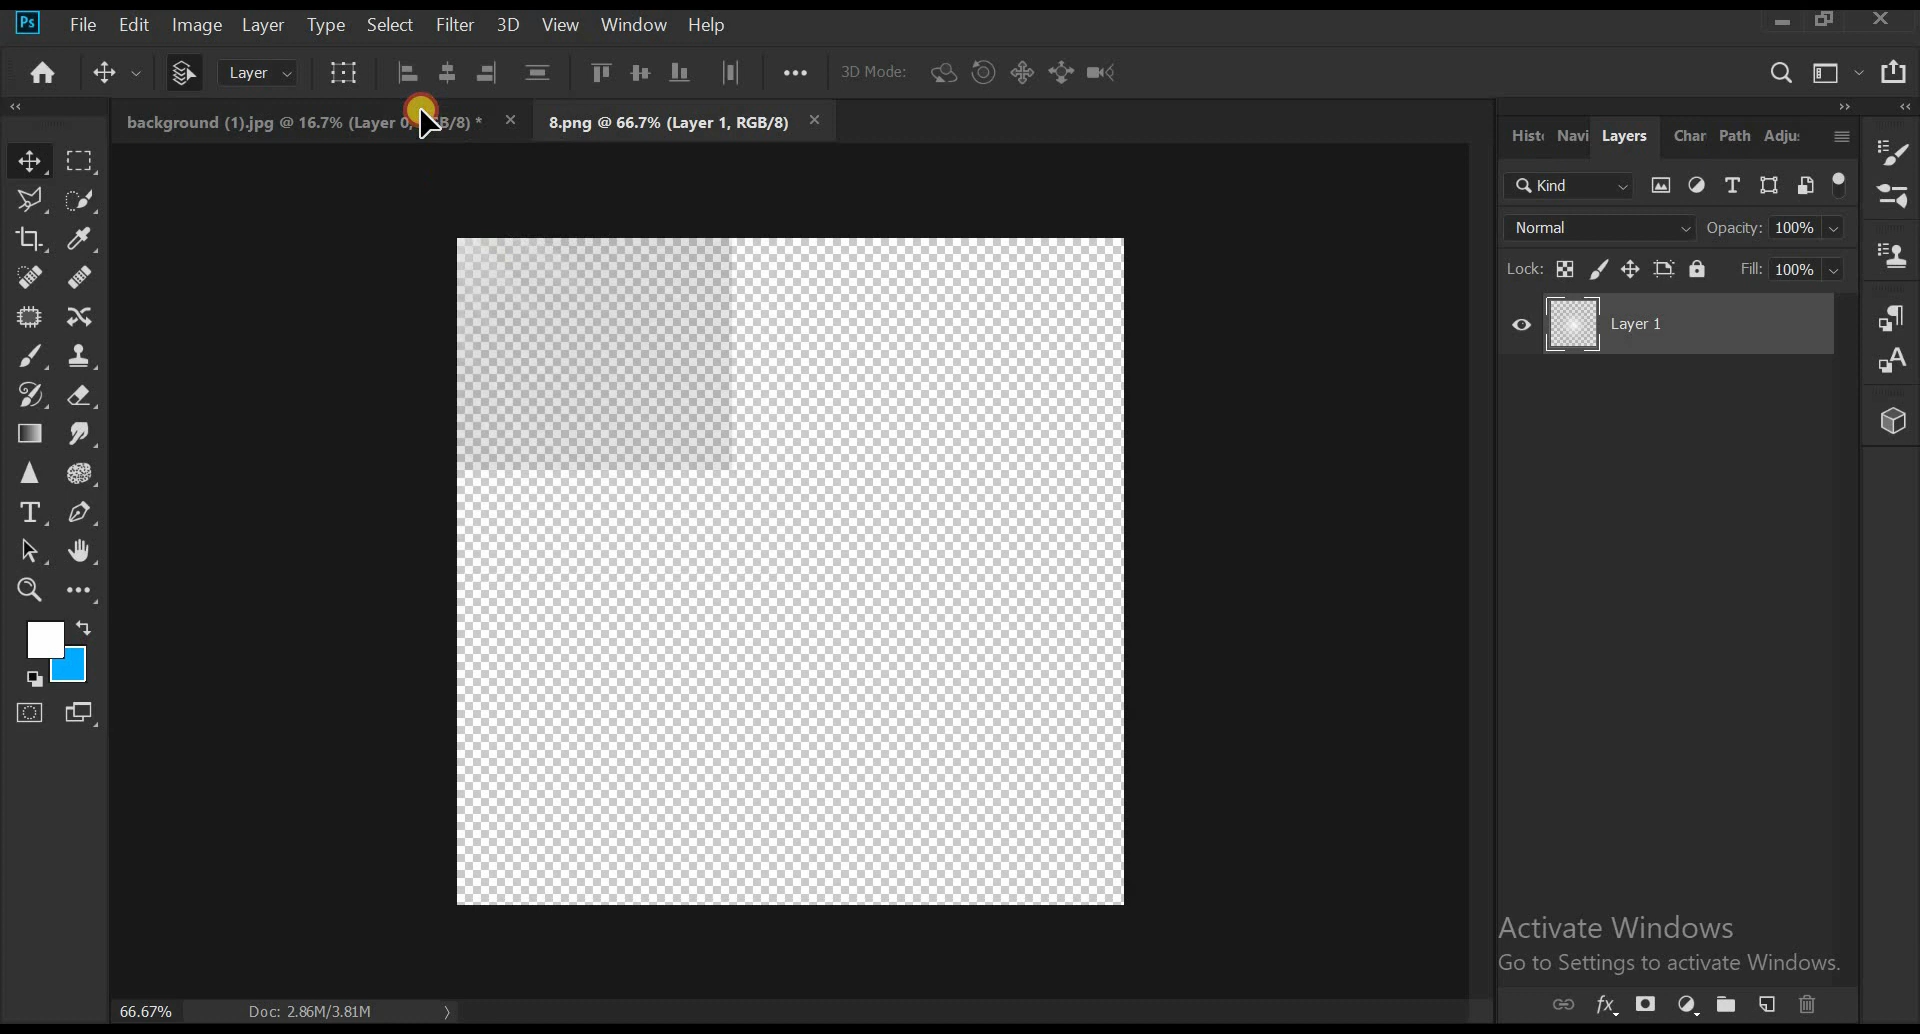 Ps File Edit Image Layer Type Select Filter 3D View Window Help
Layer 3D Mode:
background (1).jpg @ 16.7% (Layer 0, B/8) * 8.png @ 66.7% (Layer 1, RGB/8)
Hist Navi Layers Char Path Adju
Kind
Normal Opacity: 100%
Lock: Fill: 100%
Layer 1
Activate Windows
Go to Settings to activate Windows.
fx
66.67% Doc: 2.86M/3.81M